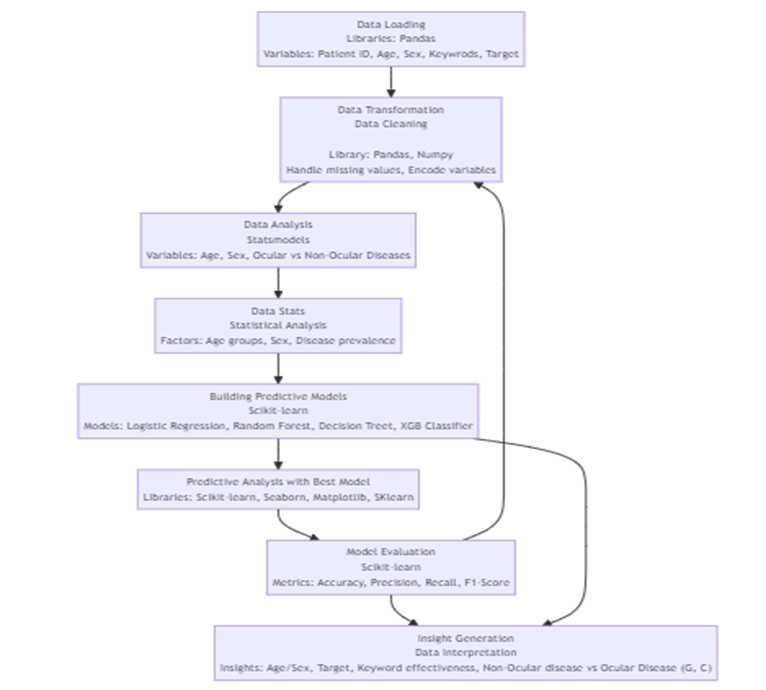 Data Loading
Libraries: Pandas
Variables: Patient ID, Age, Sex, Keywrods, Target
Data Transformation
Data Cleaning
Library: Pandas, Numpy
Handle missing values, Encode variables
Data Analysis
Statsmodels
Variables: Age, Sex, Ocular vs Non-Ocular Diseases
Data Stats
Statistical Analysis
Factors: Age groups, Sex, Disease prevalence
Building Predictive Models
Scikit-learn
Models: Logistic Regression, Random Forest, Decision Treet, XGB Classifier
Predictive Analysis with Best Model
Libraries: Scikit-learn, Seaborn, Matplotlib, SKlearn
Model Evaluation
Scikit-learn
Metrics: Accuracy, Precision, Recall, F1-Score
Insight Generation
Data Interpretation
Insights: Age/Sex, Target, Keyword effectiveness, Non-Ocular disease vs Ocular Disease (G, C)